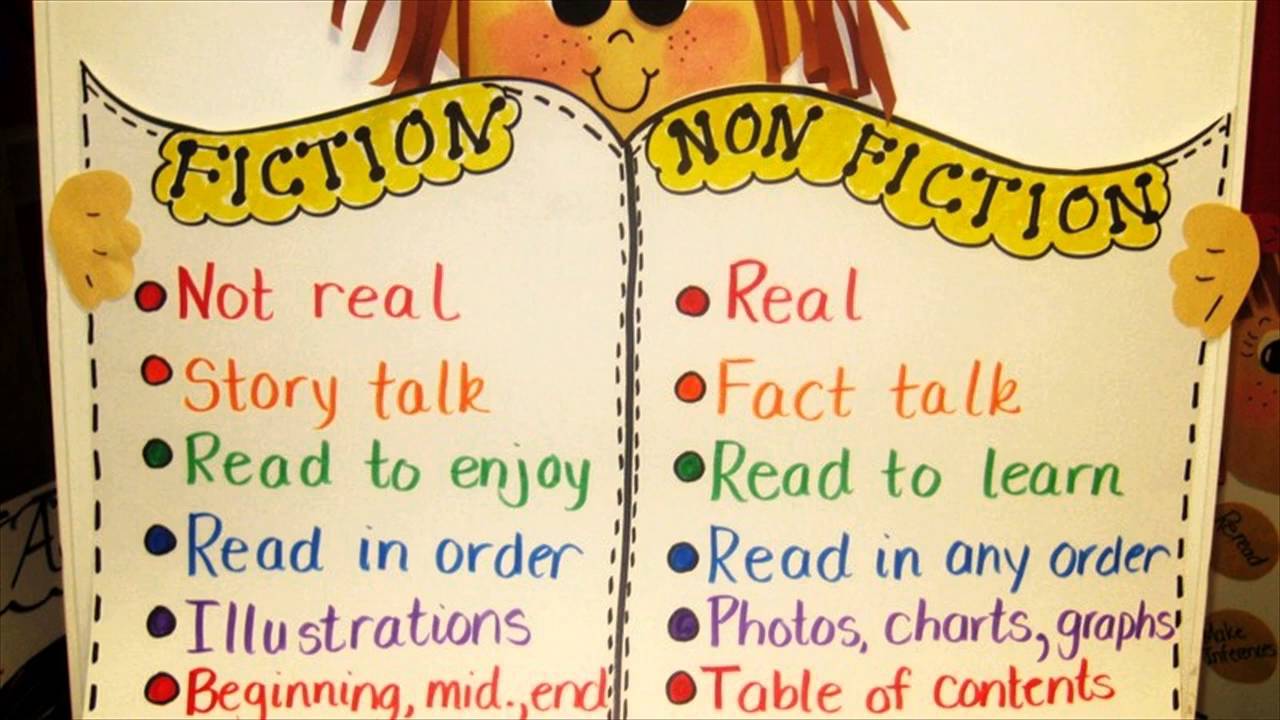 FICTION
Not real
Story talk
Read to enjoy
Read in order
Illustrations
Beginning, mid., end
NON FICTION
Real
Fact talk
Read to learn
Read in any order
Photos, charts, graphs
Table of contents
A
Reread
Make
Inferences